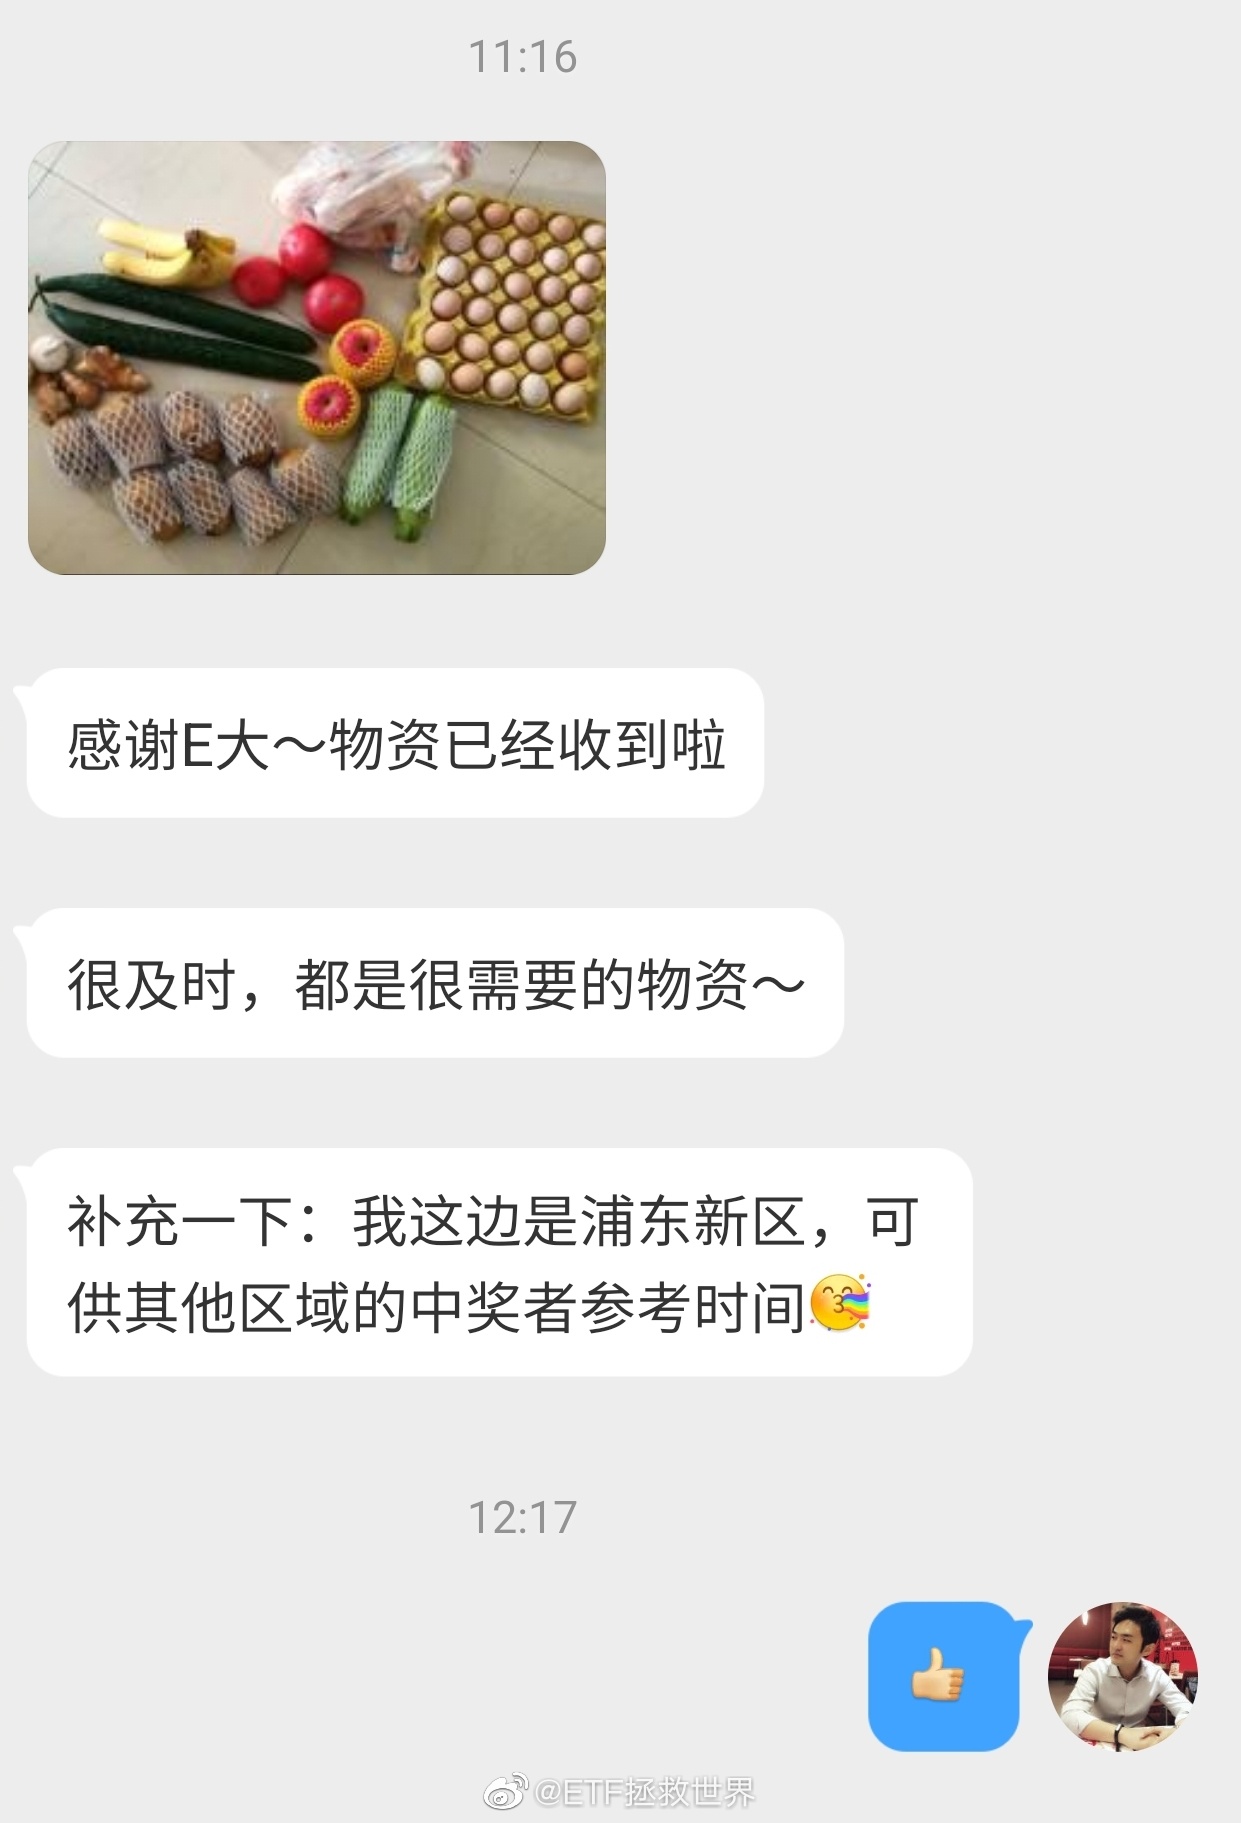 11:16
感谢E大～物资已经收到啦
很及时，都是很需要的物资～
补充一下：我这边是浦东新区，可
供其他区域的中奖者参考时间
12:17
@ETF拯救世界